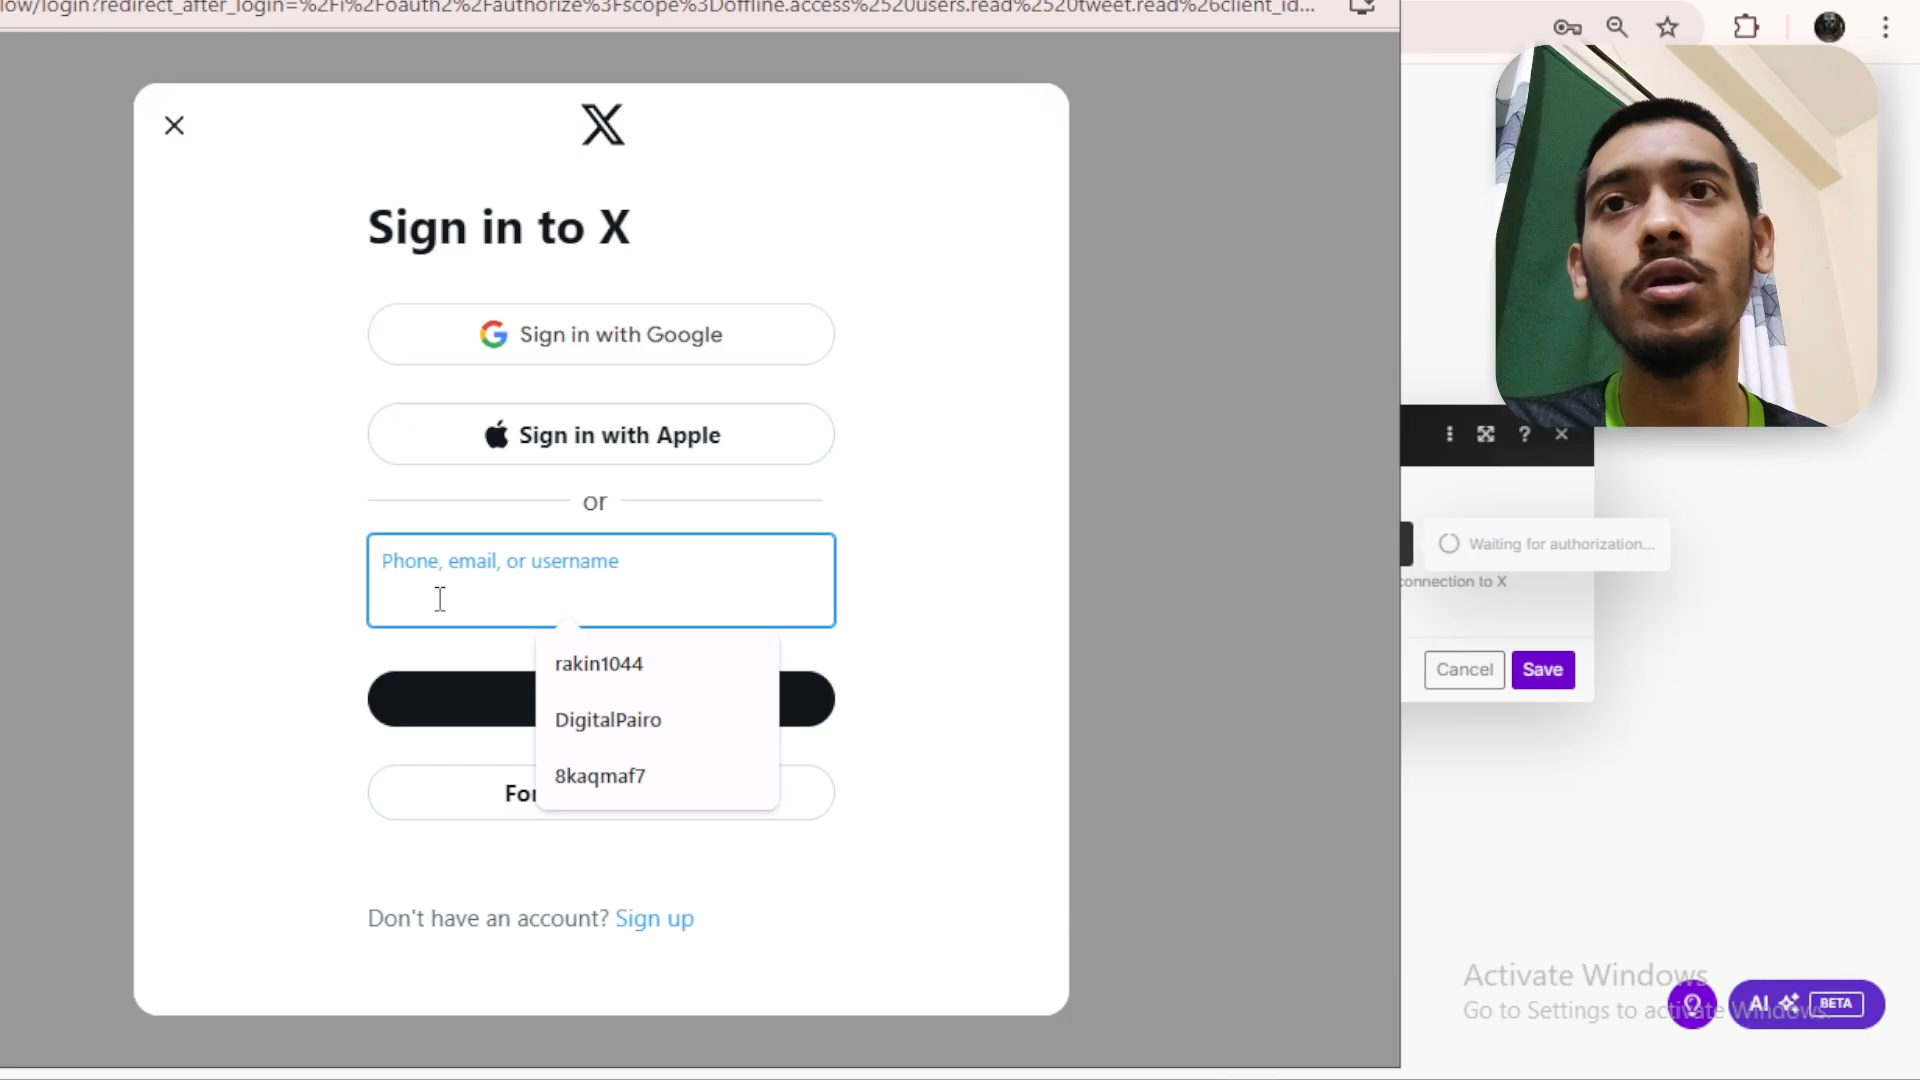 low/login?redirect_after_login=%2Fi%2Foauth2%2Fauthorize%3Fscope%3Doffline.access%2520users.read%2520tweet.read%26client_id...
Sign in to X
Sign in with Google
Sign in with Apple
or
Phone, email, or username
rakin1044
DigitalPairo
8kaqmaf7
For
Don't have an account? Sign up
Waiting for authorization...
connection to X
Cancel
Save
Activate Windows
Go to Settings to activate Windows.
AI BETA